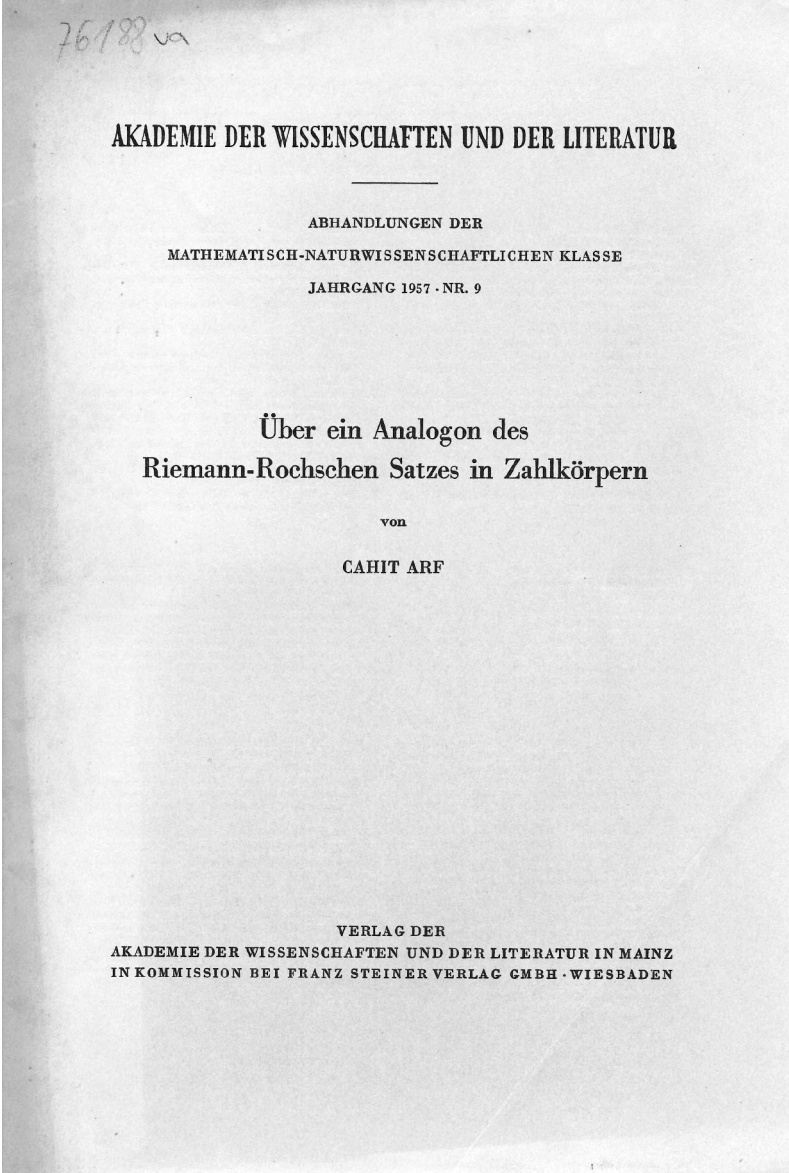 76188 va
AKADEMIE DER WISSENSCHAFTEN UND DER LITERATUR
ABHANDLUNGEN DER
MATHEMATISCH-NATURWISSENSCHAFTLICHEN KLASSE
JAHRGANG 1957 · NR. 9
Über ein Analogon des
Riemann-Rochschen Satzes in Zahlkörpern
von
CAHIT ARF
VERLAG DER
AKADEMIE DER WISSENSCHAFTEN UND DER LITERATUR IN MAINZ
IN KOMMISSION BEI FRANZ STEINER VERLAG GMBH · WIESBADEN